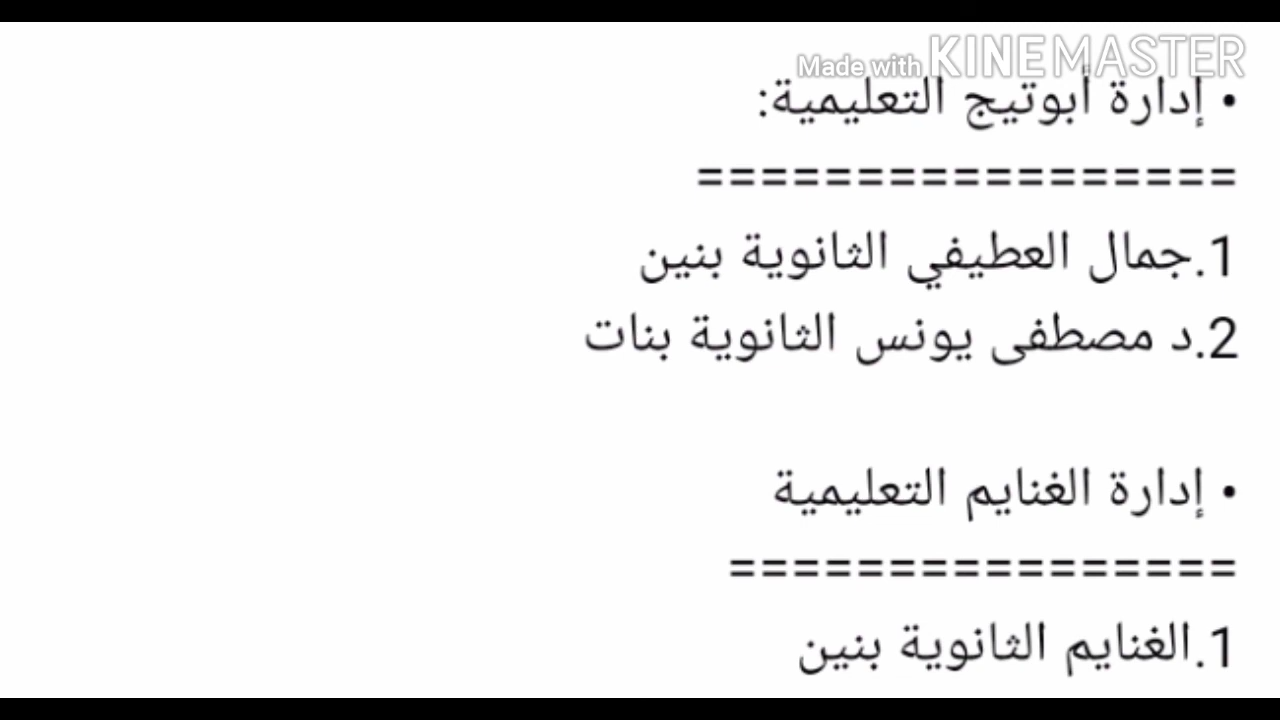 Made with KINEMASTER
• إدارة أبوتيج التعليمية:
=================
1.جمال العطيفي الثانوية بنين
2.د مصطفى يونس الثانوية بنات
• إدارة الغنايم التعليمية
================
1.الغنايم الثانوية بنين